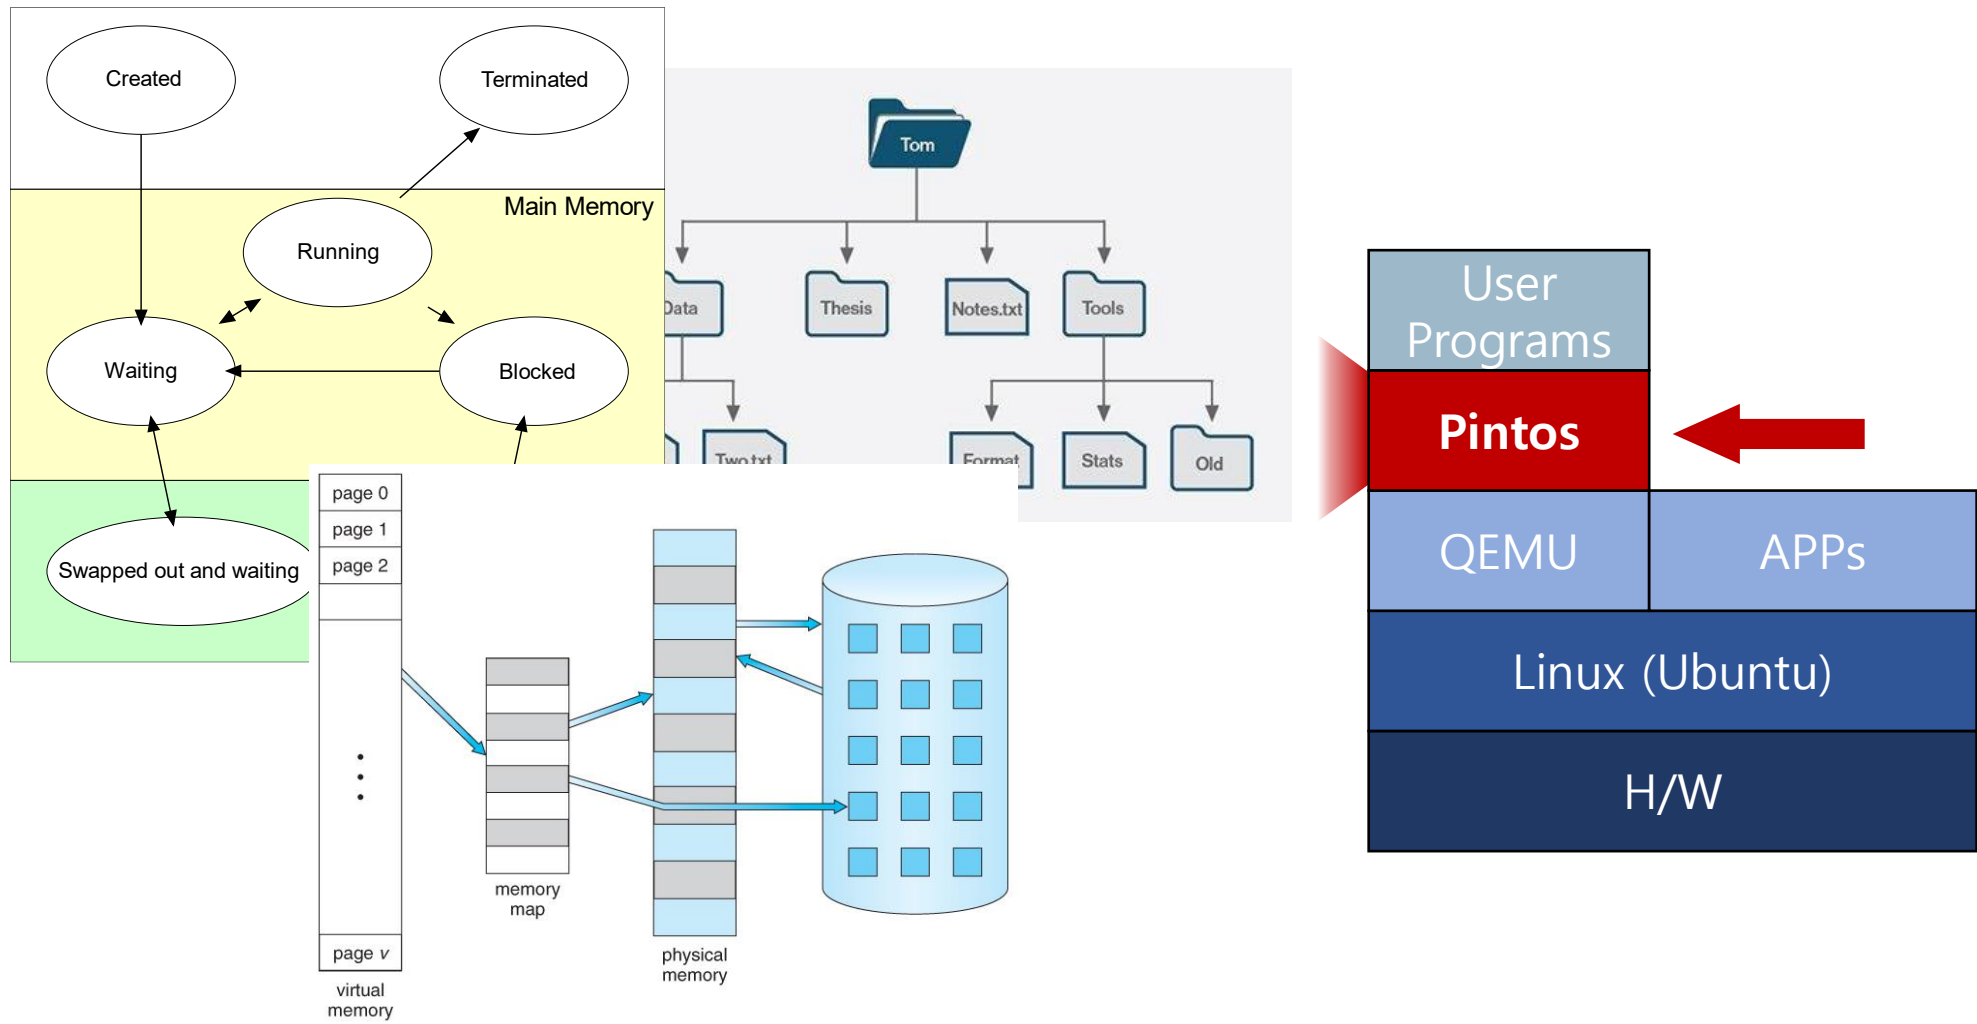 Created
Terminated
Main Memory
Running
Waiting
Blocked
Swapped out and waiting
Tom
Data
Thesis
Notes.txt
Tools
Two.txt
Format
Stats
Old
page 0
page 1
page 2
page v
virtual
memory
memory
map
physical
memory
User
Programs
Pintos
QEMU
APPs
Linux (Ubuntu)
H/W